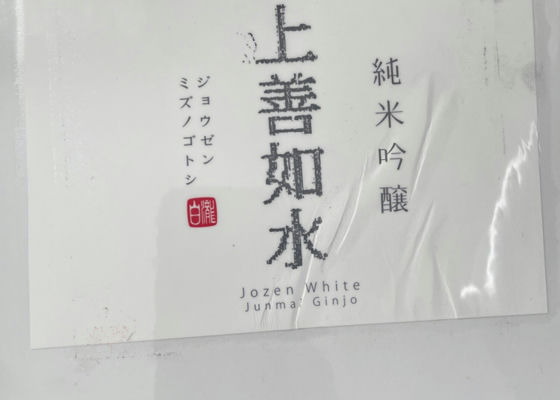 純米吟醸
上善如水
ジョウゼン
ミズノゴトシ
白瀧
Jozen White
Junmai Ginjo